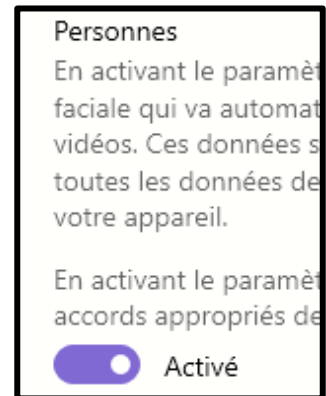 Personnes
En activant le paramèt
faciale qui va automat
vidéos. Ces données s
toutes les données de
votre appareil.
En activant le paramèt
accords appropriés de
Activé